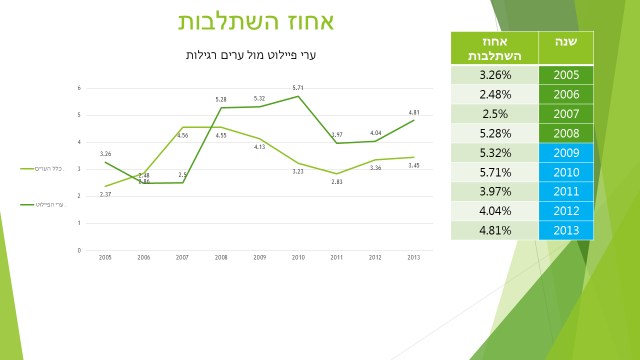 אחוז השתלבות
ערי פיילוט מול ערים רגילות
שנה אחוז השתלבות
2005 3.26%
2006 2.48%
2007 2.5%
2008 5.28%
2009 5.32%
2010 5.71%
2011 3.97%
2012 4.04%
2013 4.81%
6
5
4
3
2
1
0
2005 2006 2007 2008 2009 2010 2011 2012 2013
כלל הערים
ערי הפיילוט
3.26 2.48 2.5 5.28 5.32 5.71 3.97 4.04 4.81
2.37 2.86 4.56 4.55 4.13 3.23 2.83 3.36 3.45